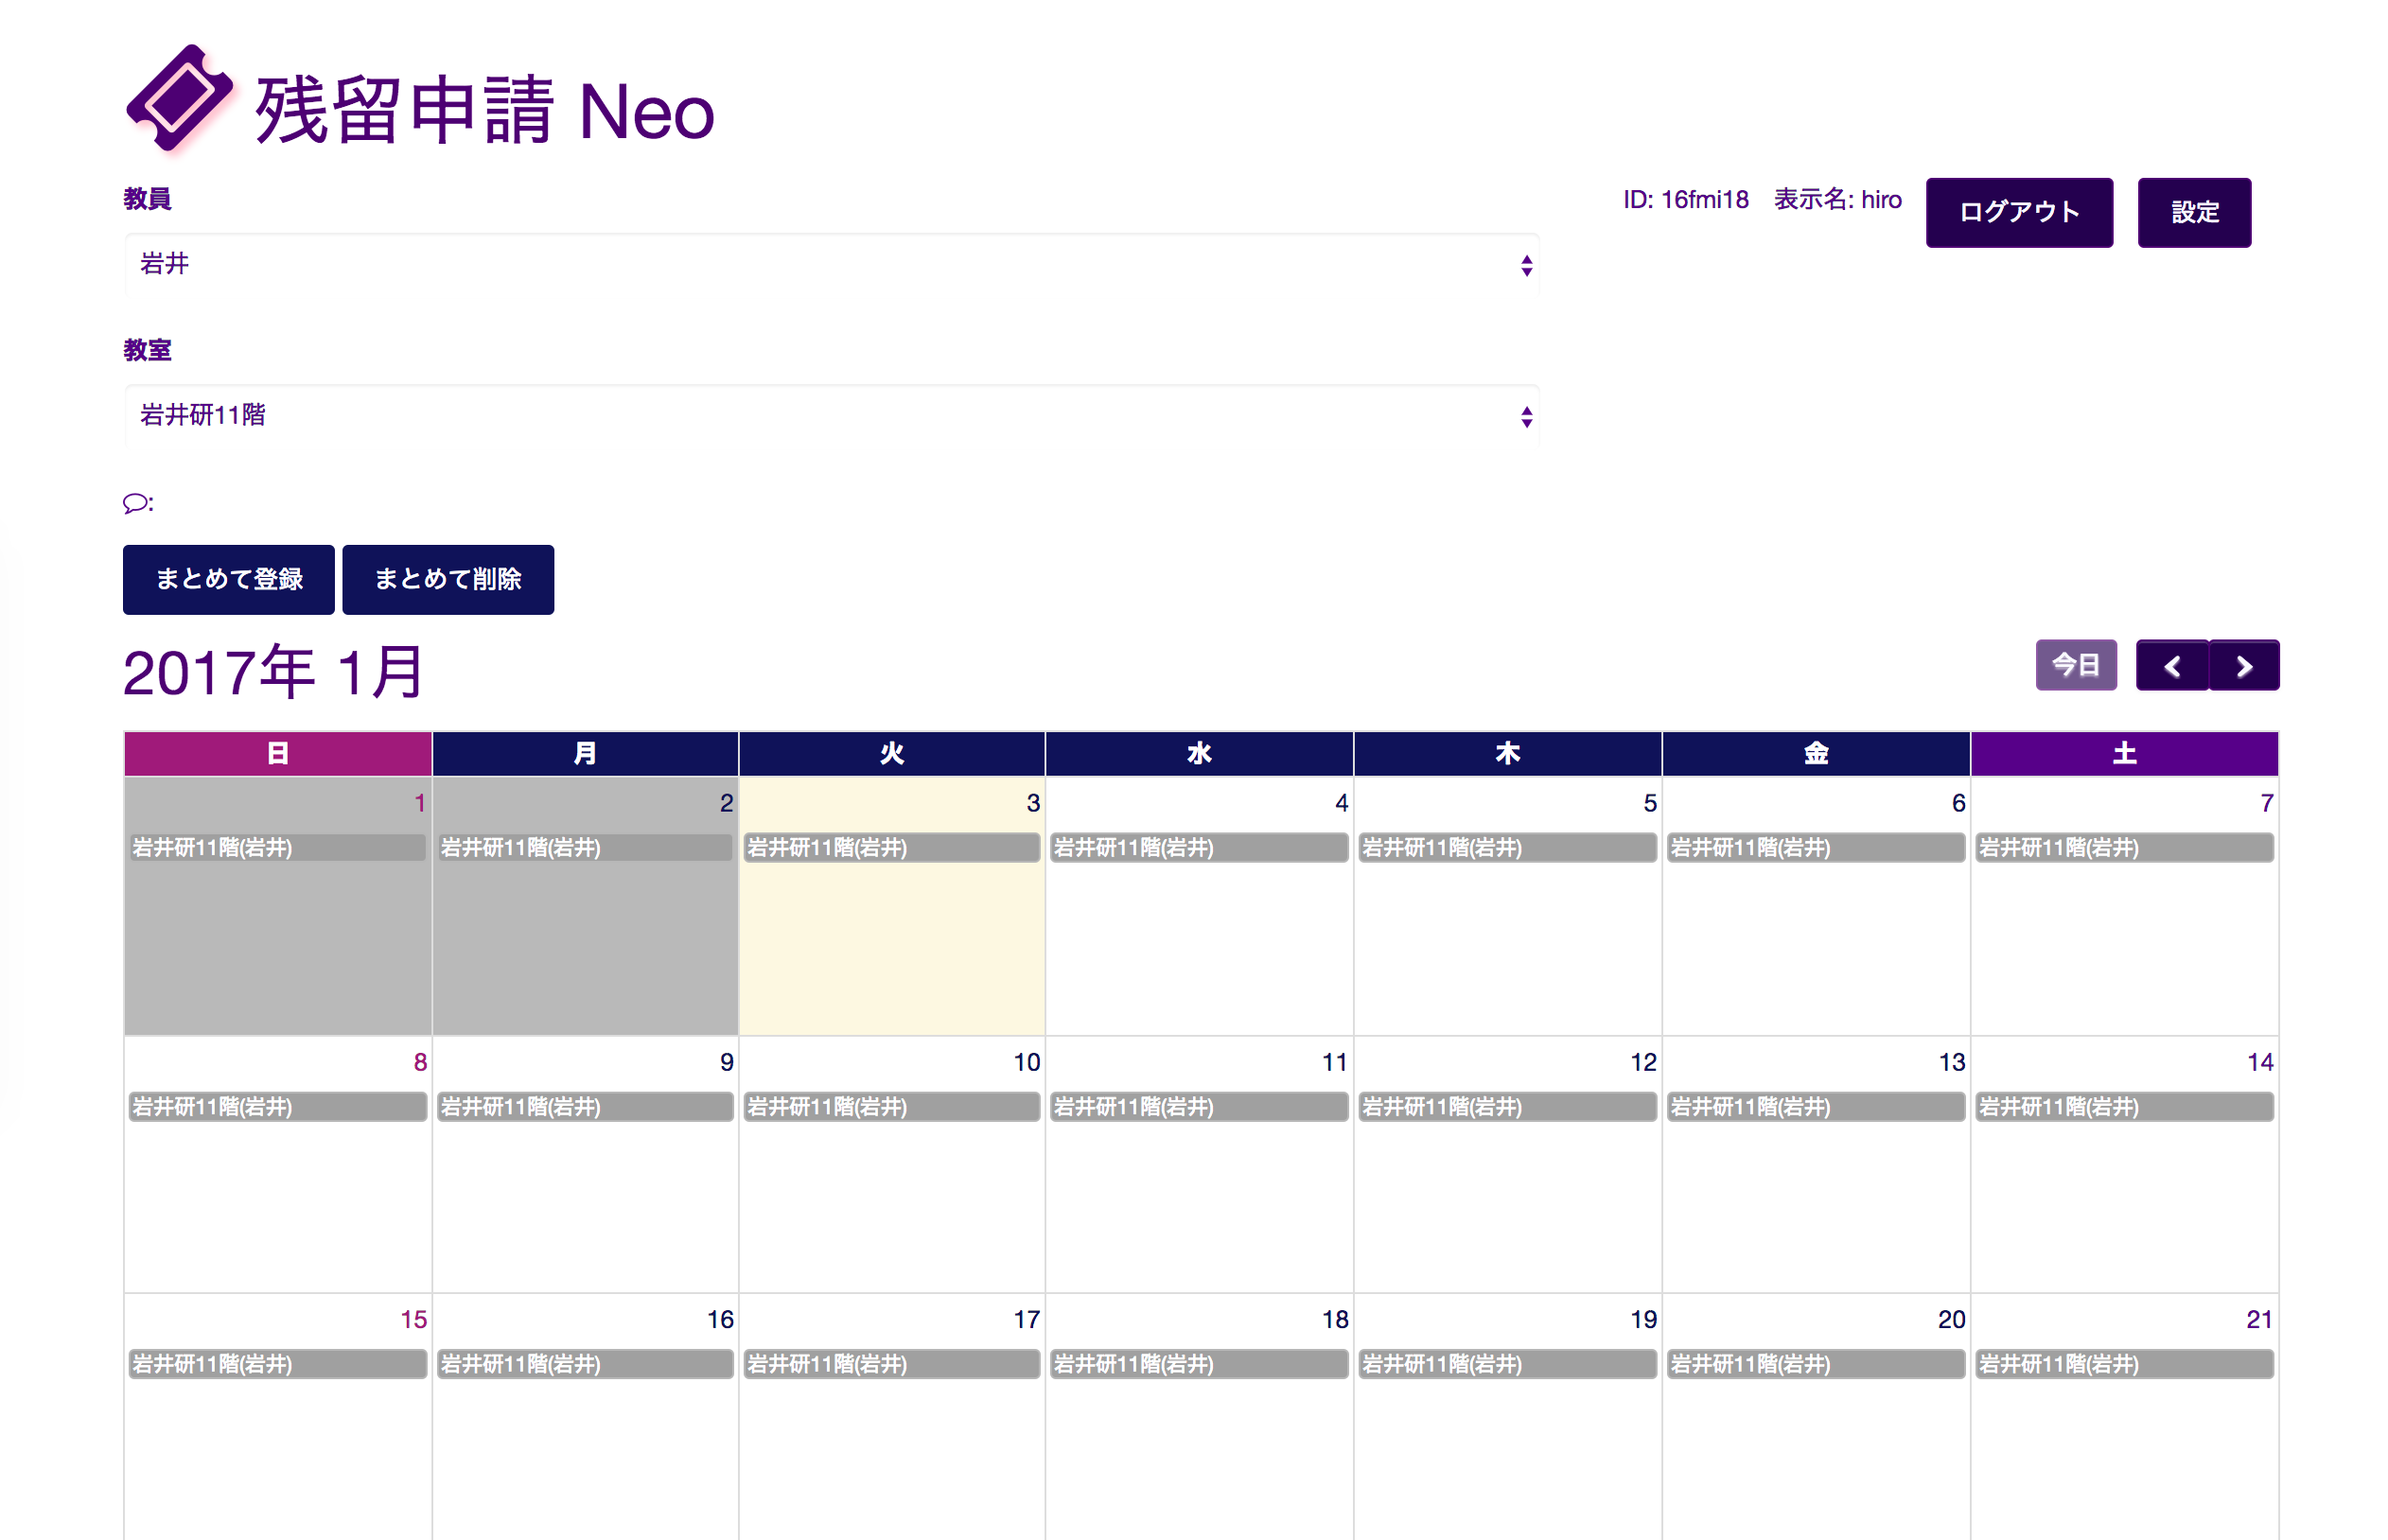 残留申請 Neo
教員
ID: 16fmi18 表示名: hiro ログアウト 設定
岩井
教室
岩井研11階
:
まとめて登録 まとめて削除
2017年 1月 今日
日 月 火 水 木 金 土
1 2 3 4 5 6 7
岩井研11階(岩井) 岩井研11階(岩井) 岩井研11階(岩井) 岩井研11階(岩井) 岩井研11階(岩井) 岩井研11階(岩井) 岩井研11階(岩井)
8 9 10 11 12 13 14
岩井研11階(岩井) 岩井研11階(岩井) 岩井研11階(岩井) 岩井研11階(岩井) 岩井研11階(岩井) 岩井研11階(岩井) 岩井研11階(岩井)
15 16 17 18 19 20 21
岩井研11階(岩井) 岩井研11階(岩井) 岩井研11階(岩井) 岩井研11階(岩井) 岩井研11階(岩井) 岩井研11階(岩井) 岩井研11階(岩井)